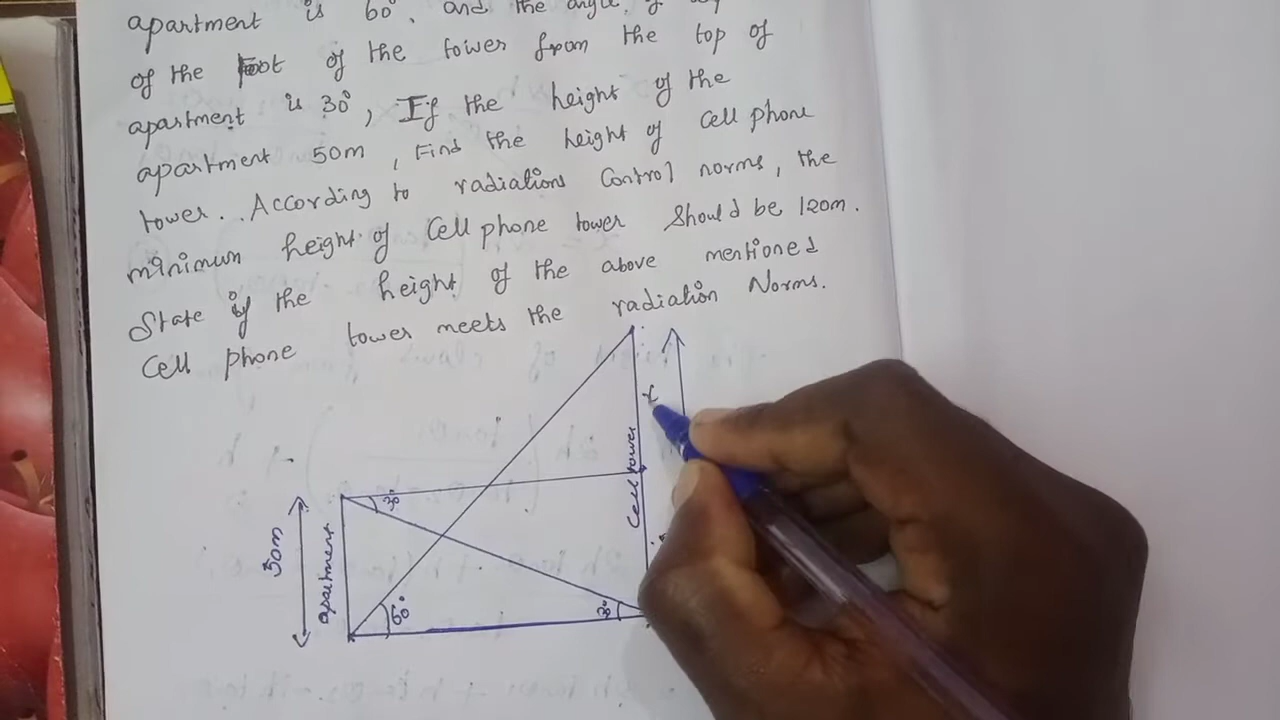 apartment is 60°. and the angle of
of the Foot of the tower from the top of
apartment is 30°, If the height of the
apartment 50m, Find the height of cell phone
tower. . According to radiations Control norms, the
minimum height of Cell phone tower Should be 120m.
State if the height of the above mentioned
Cell phone tower meets the radiation Norms.
x
Cell tower
30°
50m
apartment
60°
30°